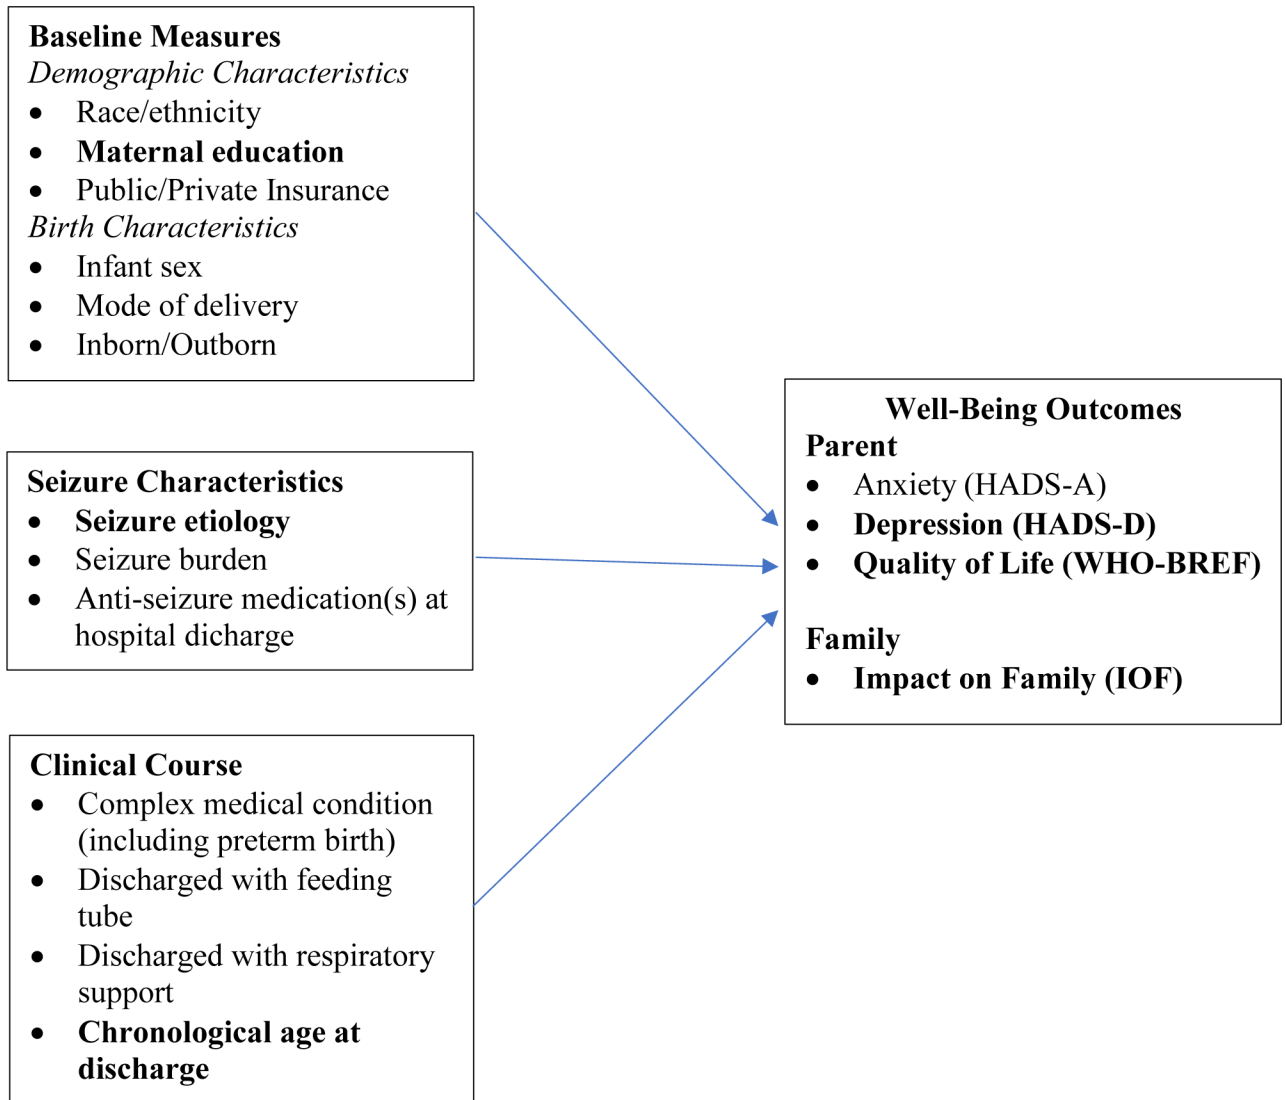 Baseline Measures
Demographic Characteristics
• Race/ethnicity
• Maternal education
• Public/Private Insurance
Birth Characteristics
• Infant sex
• Mode of delivery
• Inborn/Outborn
Seizure Characteristics
• Seizure etiology
• Seizure burden
• Anti-seizure medication(s) at
hospital dicharge
Clinical Course
• Complex medical condition
(including preterm birth)
• Discharged with feeding
tube
• Discharged with respiratory
support
• Chronological age at
discharge
Well-Being Outcomes
Parent
• Anxiety (HADS-A)
• Depression (HADS-D)
• Quality of Life (WHO-BREF)
Family
• Impact on Family (IOF)